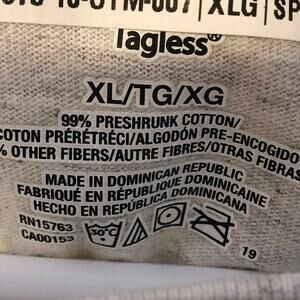 XLG | SP
Tagless®
XL/TG/XG
99% PRESHRUNK COTTON/
COTON PRÉRÉTRÉCI/ALGODÓN PRE-ENCOGIDO
% OTHER FIBERS/AUTRE FIBRES/OTRAS FIBRAS
MADE IN DOMINICAN REPUBLIC
FABRIQUÉ EN RÉPUBLIQUE DOMINICAINE
HECHO EN REPÚBLICA DOMINICANA
RN15763
CA00153
19